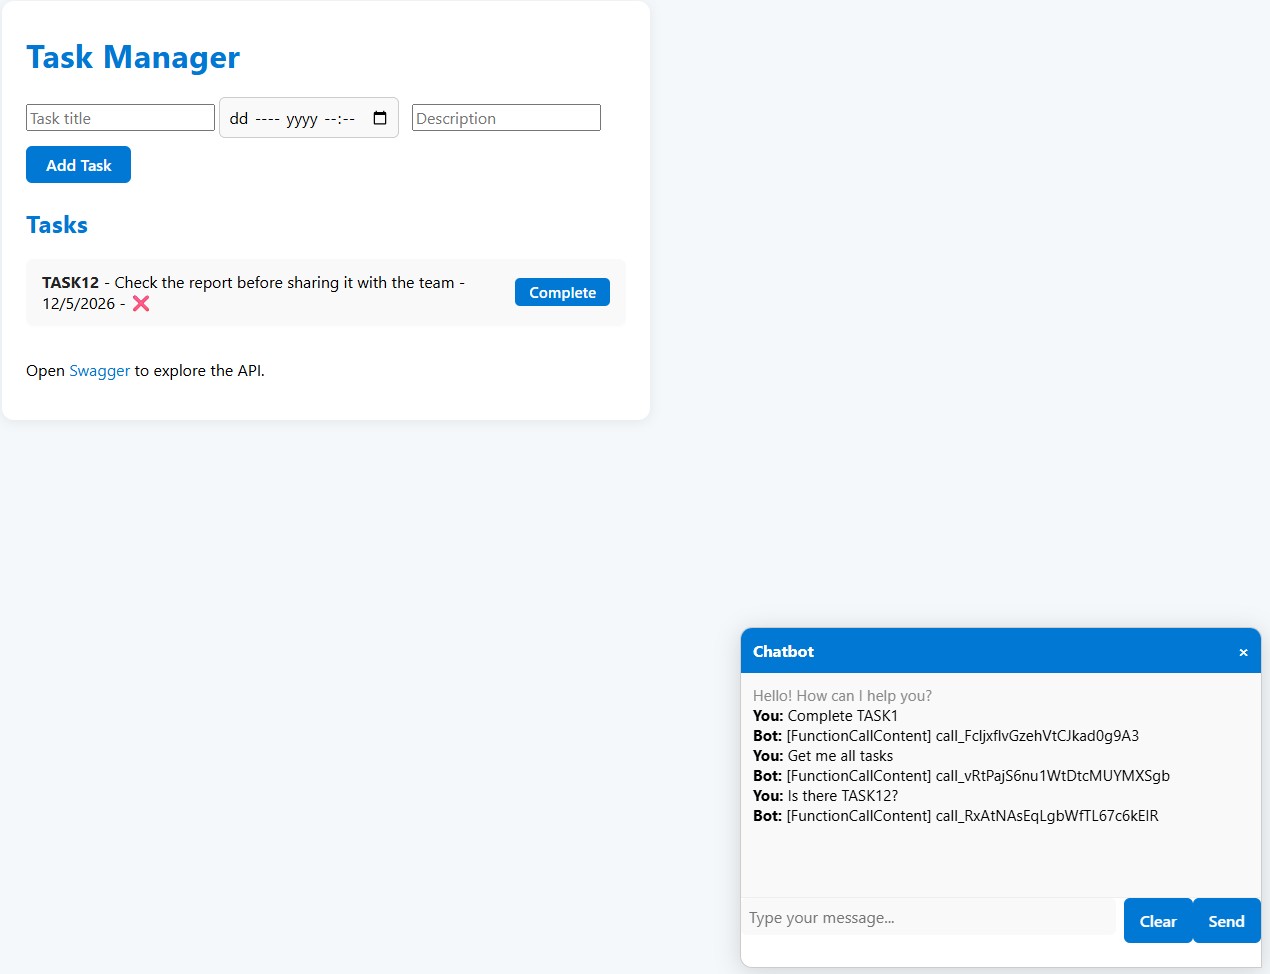 Task Manager
Task title dd ---- yyyy --:-- Description
Add Task
Tasks
TASK12 - Check the report before sharing it with the team -
12/5/2026 - ❌
Complete
Open Swagger to explore the API.
Chatbot ×
Hello! How can I help you?
You: Complete TASK1
Bot: [FunctionCallContent] call_FcljxflvGzehVtCJkad0g9A3
You: Get me all tasks
Bot: [FunctionCallContent] call_vRtPajS6nu1WtDtcMUYMXSgb
You: Is there TASK12?
Bot: [FunctionCallContent] call_RxAtNAsEqLgbWfTL67c6kEIR
Type your message... Clear Send